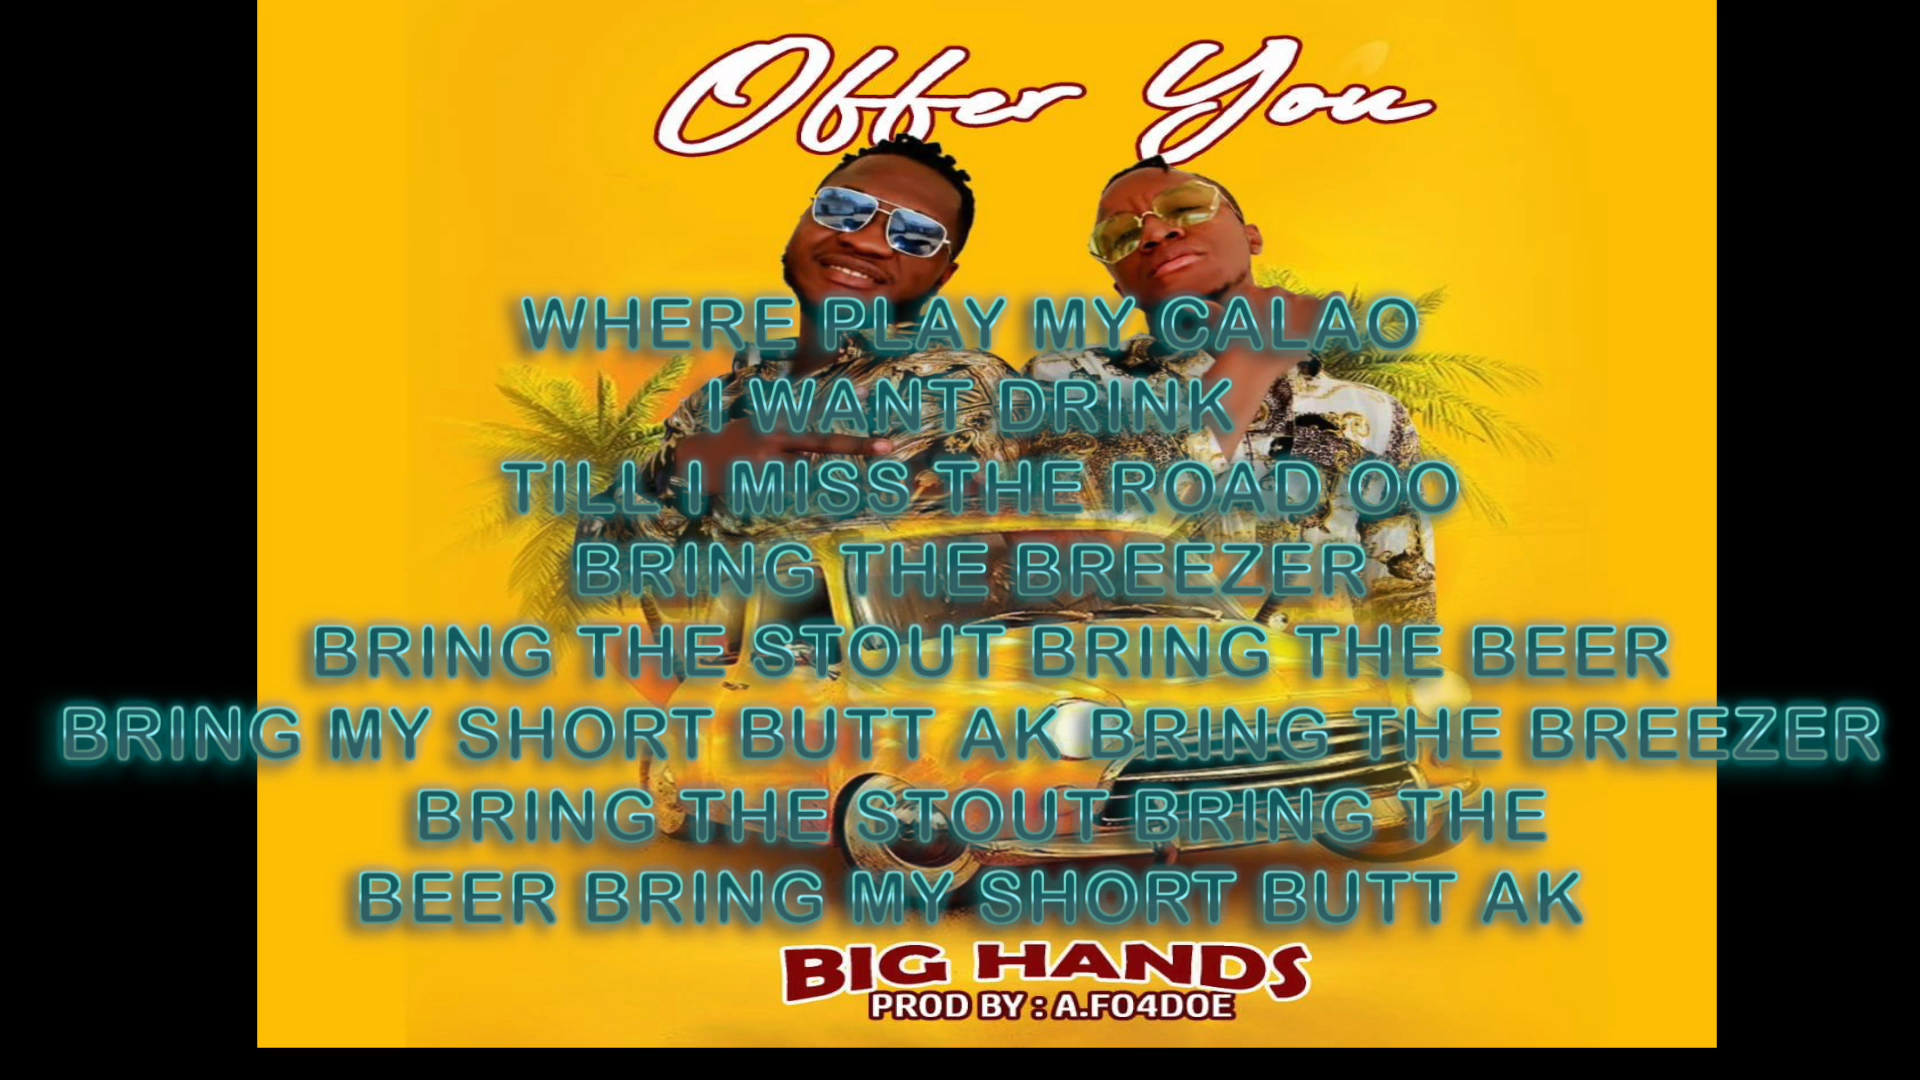 Offer You
WHERE PLAY MY CALAO
I WANT DRINK
TILL I MISS THE ROAD OO
BRING THE BREEZER
BRING THE STOUT BRING THE BEER
BRING MY SHORT BUTT AK BRING THE BREEZER
BRING THE STOUT BRING THE
BEER BRING MY SHORT BUTT AK
BIG HANDS
PROD BY : A.FO4DOE